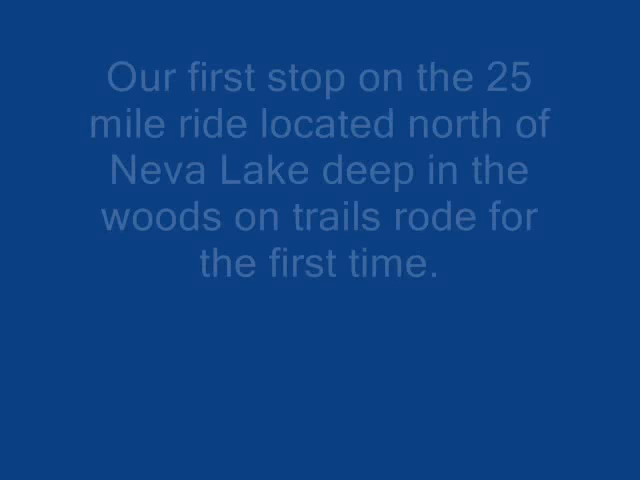 Our first stop on the 25
mile ride located north of
Neva Lake deep in the
woods on trails rode for
the first time.